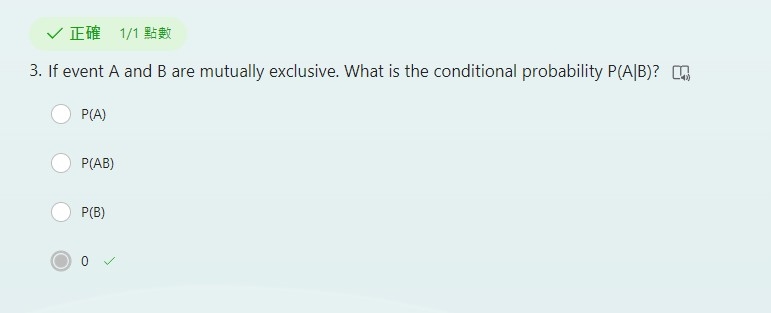 正確 1/1 點數
3. If event A and B are mutually exclusive. What is the conditional probability P(A|B)?
P(A)
P(AB)
P(B)
0